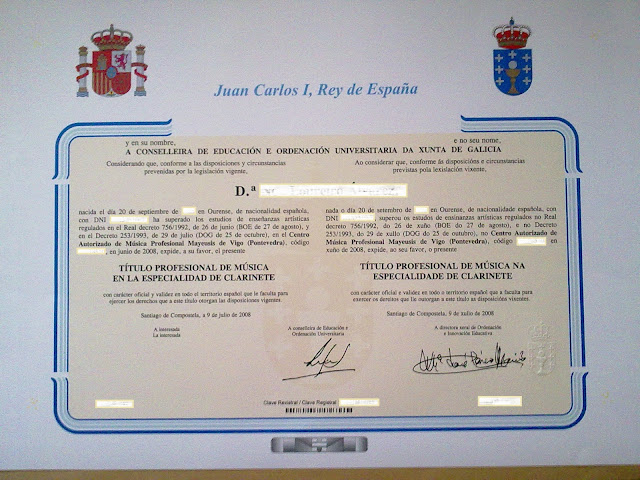 Juan Carlos I, Rey de España
y en su nombre,
e no seu nome,
A CONSELLEIRA DE EDUCACIÓN E ORDENACIÓN UNIVERSITARIA DA XUNTA DE GALICIA
Considerando que, conforme a las disposiciones y circunstancias
prevenidas por la legislación vigente,
Ao considerar que, conforme ás disposicións e circunstancias
previstas pola lexislación vixente,
D.ª
nacida el día 20 de septiembre de en Ourense, de nacionalidad española,
con DNI ha superado los estudios de enseñanzas artísticas
regulados en el Real decreto 756/1992, de 26 de junio (BOE de 27 de agosto), y
en el Decreto 253/1993, de 29 de julio (DOG de 25 de octubre), en el Centro
Autorizado de Música Profesional Mayeusis de Vigo (Pontevedra), código
, en junio de 2008, expide, a su favor, el presente
nada o día 20 de setembro de en Ourense, de nacionalidade española,
con DNI , superou os estudos de ensinanzas artísticas regulados no Real
decreto 756/1992, do 26 de xuño (BOE do 27 de agosto), e no Decreto
253/1993, do 29 de xullo (DOG do 25 de outubro), no Centro Autorizado de
Música Profesional Mayeusis de Vigo (Pontevedra), código en
xuño de 2008, expide, ao seu favor, o presente
TÍTULO PROFESIONAL DE MÚSICA
EN LA ESPECIALIDAD DE CLARINETE
TÍTULO PROFESIONAL DE MÚSICA NA
ESPECIALIDADE DE CLARINETE
con carácter oficial y validez en todo el territorio español que le faculta para
ejercer los derechos que a este título otorgan las disposiciones vigentes
con carácter oficial e validez en todo o territorio español, que a faculta para
exercer os dereitos que lle outorgan a este título as disposicións vixentes
Santiago de Compostela, a 9 de julio de 2008
Santiago de Compostela, 9 de xullo de 2008
A interesada
La interesada
A conselleira de Educación e
Ordenación Universitaria
A directora xeral de Ordenación
e Innovación Educativa
Clave Rexistral / Clave Registral